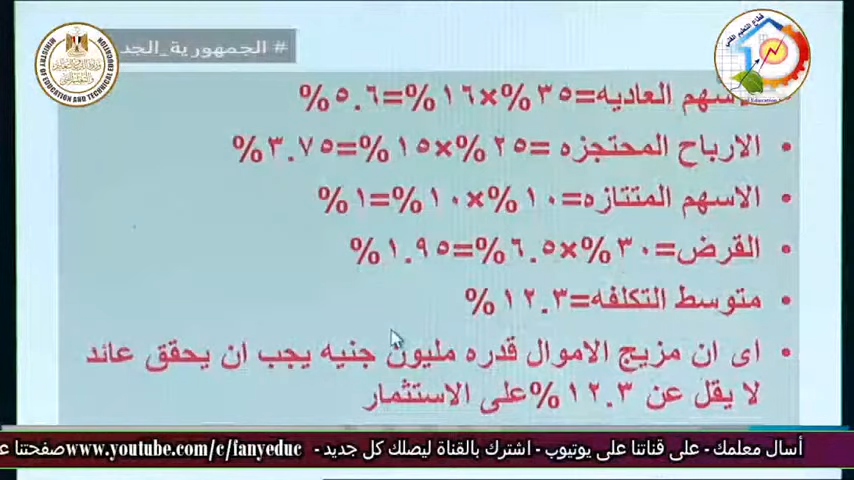 # الجمهورية_الجد
الاسهم العاديه=٣٥%×١٦%=٥.٦%
الارباح المحتجزه =٢٥%×١٥%=٣.٧٥%
الاسهم المتتازه=١٠%×١٠%=١%
القرض=٣٠%×٦.٥%=١.٩٥%
متوسط التكلفه=١٢.٣%
اى ان مزيج الاموال قدره مليون جنيه يجب ان يحقق عائد
لا يقل عن ١٢.٣%على الاستثمار
أسال معلمك - على قناتنا على يوتيوب - اشترك بالقناة ليصلك كل جديد - www.youtube.com/c/fanyeduc صفحتنا